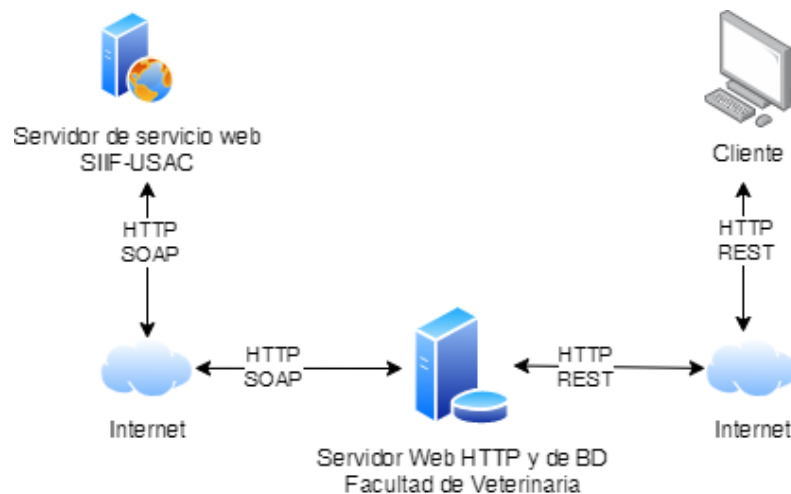 Servidor de servicio web
SIIF-USAC
Cliente
HTTP
SOAP
HTTP
REST
HTTP
SOAP
HTTP
REST
Internet
Internet
Servidor Web HTTP y de BD
Facultad de Veterinaria